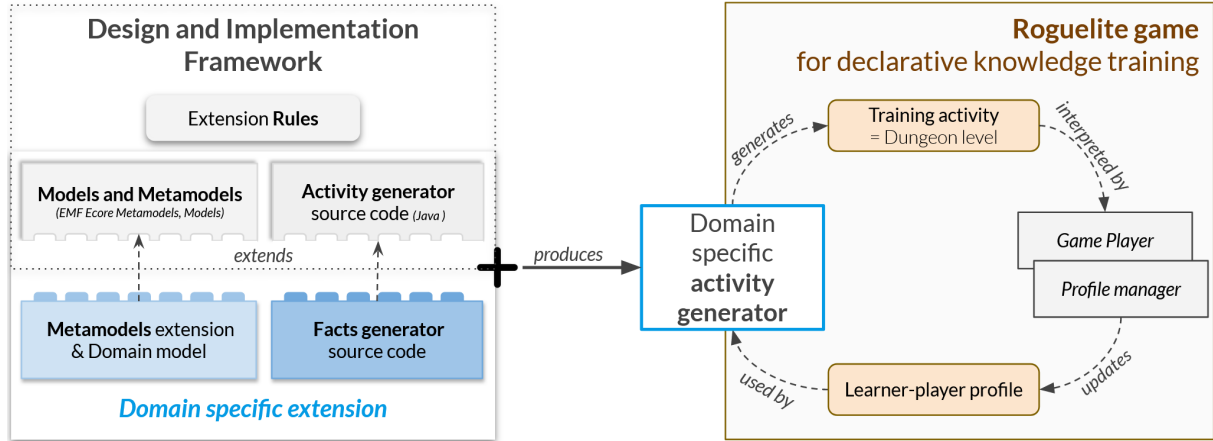 Design and Implementation
Framework
Extension Rules
Models and Metamodels
(EMF Ecore Metamodels, Models)
Activity generator
source code (Java )
extends
Metamodels extension
& Domain model
Facts generator
source code
Domain specific extension
produces
Domain
specific
activity
generator
Roguelite game
for declarative knowledge training
generates
Training activity
= Dungeon level
interpreted by
Game Player
Profile manager
updates
Learner-player profile
used by